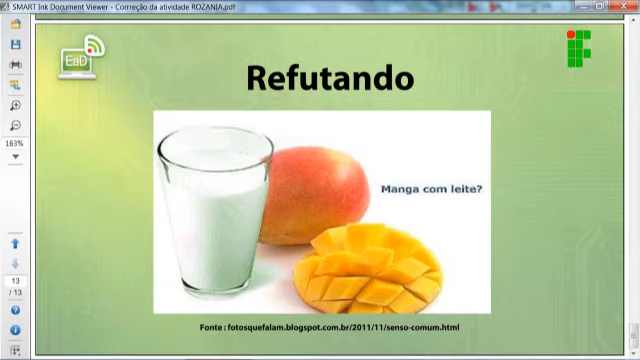 SMART Ink Document Viewer - Corrreção da atividade ROZANIA.pdf
EaD
Refutando
163%
Manga com leite?
13
/ 13
Fonte : fotosquefalam.blogspot.com.br/2011/11/senso-comum.html